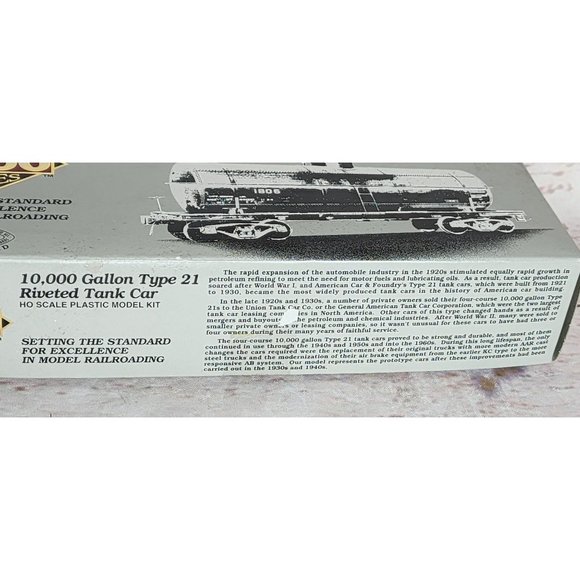 CS™
STANDARD
LLENCE
ILROADING
1806
10,000 Gallon Type 21
Riveted Tank Car
HO SCALE PLASTIC MODEL KIT
SETTING THE STANDARD
FOR EXCELLENCE
IN MODEL RAILROADING
The rapid expansion of the automobile industry in the 1920s stimulated equally rapid growth in
petroleum refining to meet the need for motor fuels and lubricating oils. As a result, tank car production
soared after World War I, and American Car & Foundry's Type 21 tank cars, which were built from 1921
to 1930, became the most widely produced tank cars in the history of American car building.
In the late 1920s and 1930s, a number of private owners sold their four-course 10,000 gallon Type
21s to the Union Tank Car Co. or the General American Tank Car Corporation, which were the two largest
tank car leasing companies in North America. Other cars of this type changed hands as a result of
mergers and buyouts the petroleum and chemical industries. After World War II, many were sold to
smaller private owners or leasing companies, so it wasn't unusual for these cars to have had three or
four owners during their many years of faithful service.
The four-course 10,000 gallon Type 21 tank cars proved to be strong and durable, and most of them
continued in use through the 1940s and 1950s and into the 1960s. During this long lifespan, the only
changes the cars required were the replacement of their original trucks with more modern AAR cast
steel trucks and the modernization of their air brake equipment from the earlier KC type to the more
responsive AB system. Our model represents the prototype cars after these improvements had been
carried out in the 1930s and 1940s.